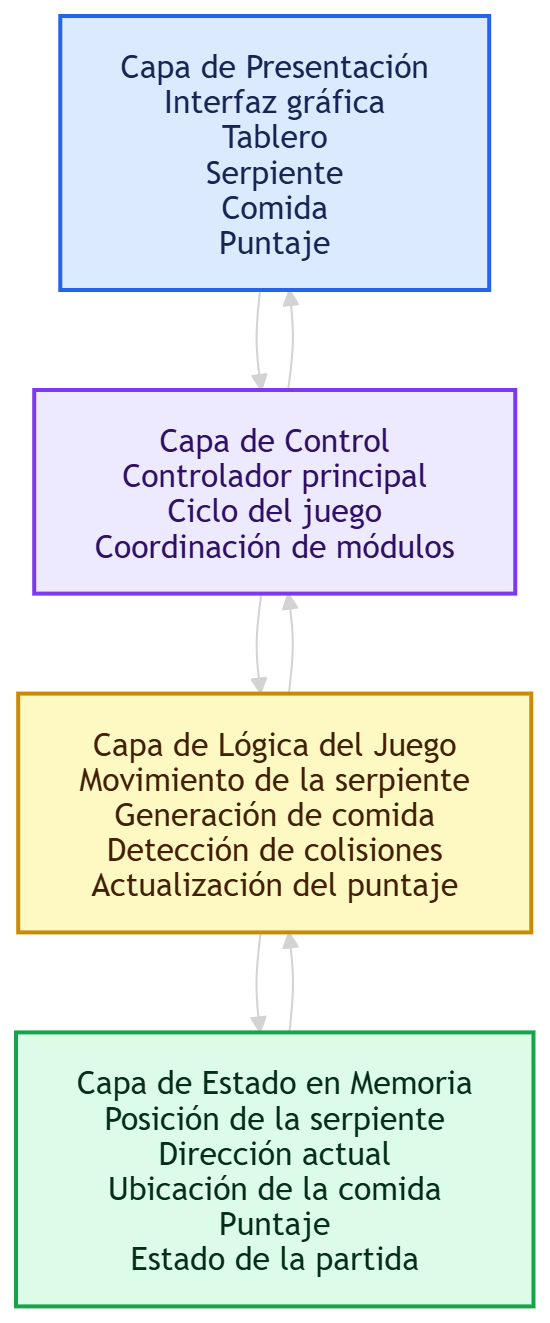 Capa de Presentación
Interfaz gráfica
Tablero
Serpiente
Comida
Puntaje
Capa de Control
Controlador principal
Ciclo del juego
Coordinación de módulos
Capa de Lógica del Juego
Movimiento de la serpiente
Generación de comida
Detección de colisiones
Actualización del puntaje
Capa de Estado en Memoria
Posición de la serpiente
Dirección actual
Ubicación de la comida
Puntaje
Estado de la partida